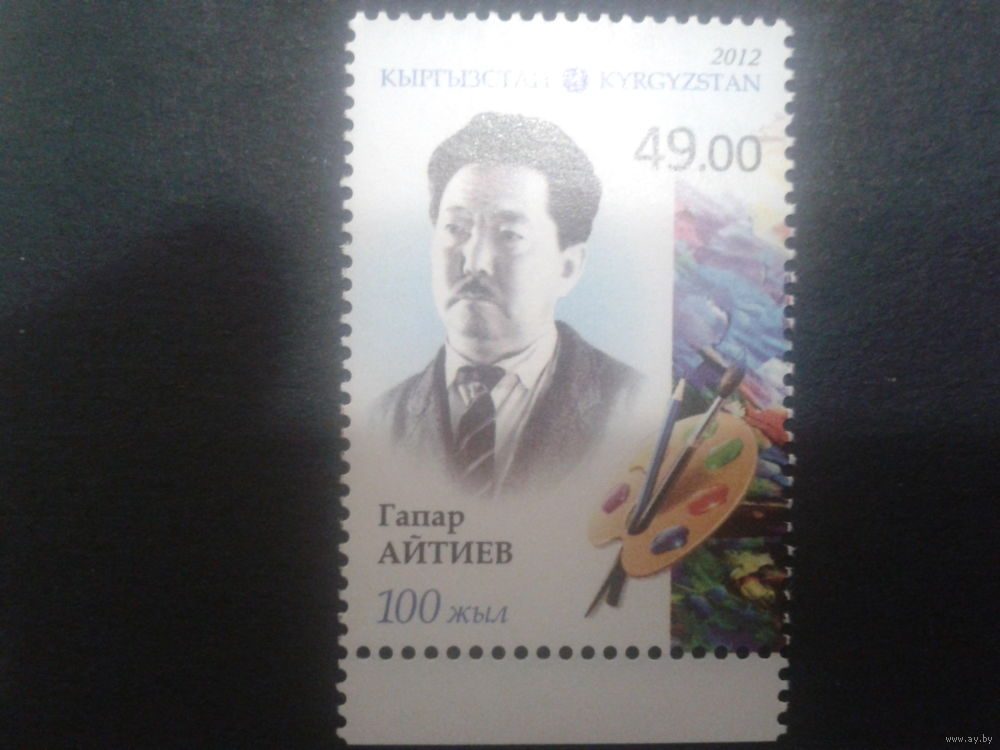 2012
КЫРГЫЗСТАН KYRGYZSTAN
49.00
Гапар
АЙТИЕВ
100 жыл
www.ay.by